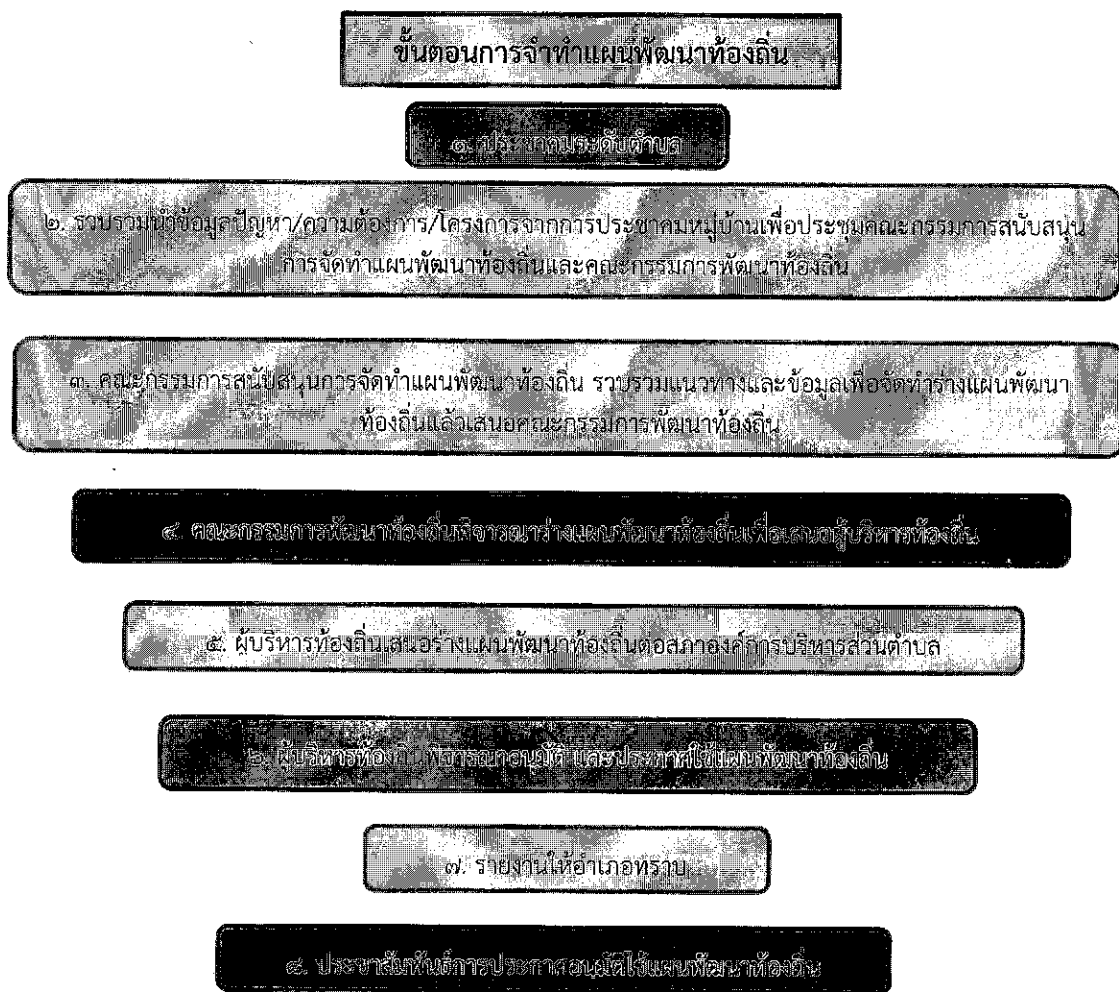 ขั้นตอนการจำทำแผนพัฒนาท้องถิ่น
๑. ประชาคมระดับตำบล
๒. รวบรวมนำข้อมูลปัญหา/ความต้องการ/โครงการจากการประชาคมหมู่บ้านเพื่อประชุมคณะกรรมการสนับสนุน
การจัดทำแผนพัฒนาท้องถิ่นและคณะกรรมการพัฒนาท้องถิ่น
๓. คณะกรรมการสนับสนุนการจัดทำแผนพัฒนาท้องถิ่น รวบรวมแนวทางและข้อมูลเพื่อจัดทำร่างแผนพัฒนา
ท้องถิ่นแล้วเสนอคณะกรรมการพัฒนาท้องถิ่น
๔. คณะกรรมการพัฒนาท้องถิ่นพิจารณาร่างแผนพัฒนาท้องถิ่นเพื่อเสนอผู้บริหารท้องถิ่น
๕. ผู้บริหารท้องถิ่นเสนอร่างแผนพัฒนาท้องถิ่นต่อสภาองค์การบริหารส่วนตำบล
๖. ผู้บริหารท้องถิ่นพิจารณาอนุมัติ และประกาศใช้แผนพัฒนาท้องถิ่น
๗. รายงานให้อำเภอทราบ
๘. ประชาสัมพันธ์การประกาศอนุมัติใช้แผนพัฒนาท้องถิ่น